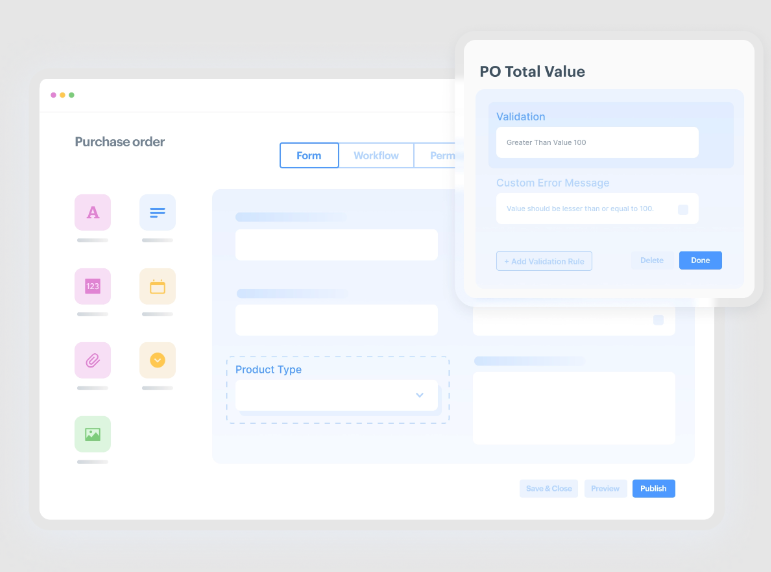 PO Total Value
Validation
Greater Than Value 100
Custom Error Message
Value should be lesser than or equal to 100.
+ Add Validation Rule
Delete
Done
Purchase order
Form
Workflow
Perm
A
123
Product Type
Save & Close
Preview
Publish